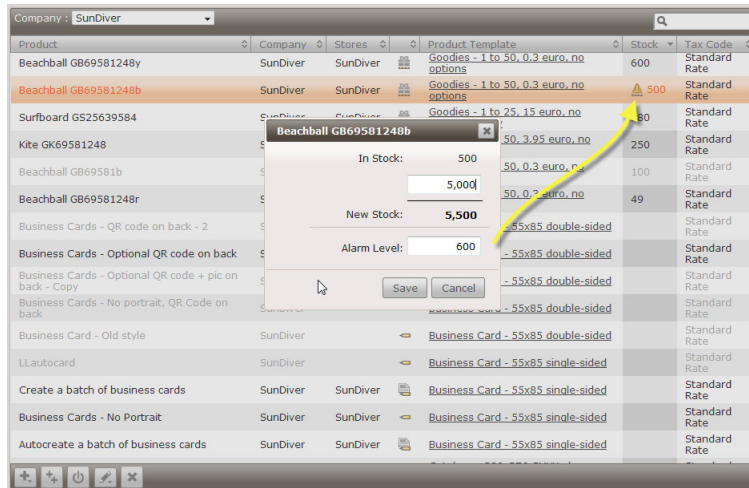 Company : SunDiver
Product Company Stores Product Template Stock Tax Code
Beachball GB69581248y SunDiver SunDiver Goodies - 1 to 50, 0.3 euro, no options 600 Standard Rate
Beachball GB69581248b SunDiver SunDiver Goodies - 1 to 50, 0.3 euro, no options 500 Standard Rate
Surfboard GS25639584 SunDiver SunDiver Goodies - 1 to 25, 15 euro, no 80 Standard Rate
Beachball GB69581248b
In Stock: 500
5,000
New Stock: 5,500
Alarm Level: 600
Save Cancel
Kite GK69581248 S 50, 3.95 euro, no 250 Standard Rate
Beachball GB69581b S 50, 0.3 euro, no 100 Standard Rate
Beachball GB69581248r S 50, 0.3 euro, no 49 Standard Rate
Business Cards - QR code on back - 2 S - 55x85 double-sided Standard Rate
Business Cards - Optional QR code on back S - 55x85 double-sided Standard Rate
Business Cards - Optional QR code + pic on back - Copy S - 55x85 double-sided Standard Rate
Business Cards - No portrait, QR Code on back - 55x85 double-sided Standard Rate
Business Card - Old style SunDiver Business Card - 55x85 double-sided Standard Rate
LLautocard SunDiver Business Card - 55x85 single-sided Standard Rate
Create a batch of business cards SunDiver SunDiver Business Card - 55x85 single-sided Standard Rate
Business Cards - No Portrait SunDiver SunDiver Business Card - 55x85 single-sided Standard Rate
Autocreate a batch of business cards SunDiver SunDiver Business Card - 55x85 single-sided Standard Rate